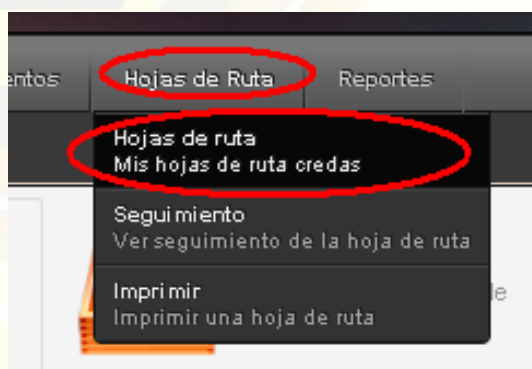 entos Hojas de Ruta Reportes
Hojas de ruta
Mis hojas de ruta credas
Seguimiento
Ver seguimiento de la hoja de ruta
Imprimir
Imprimir una hoja de ruta
le